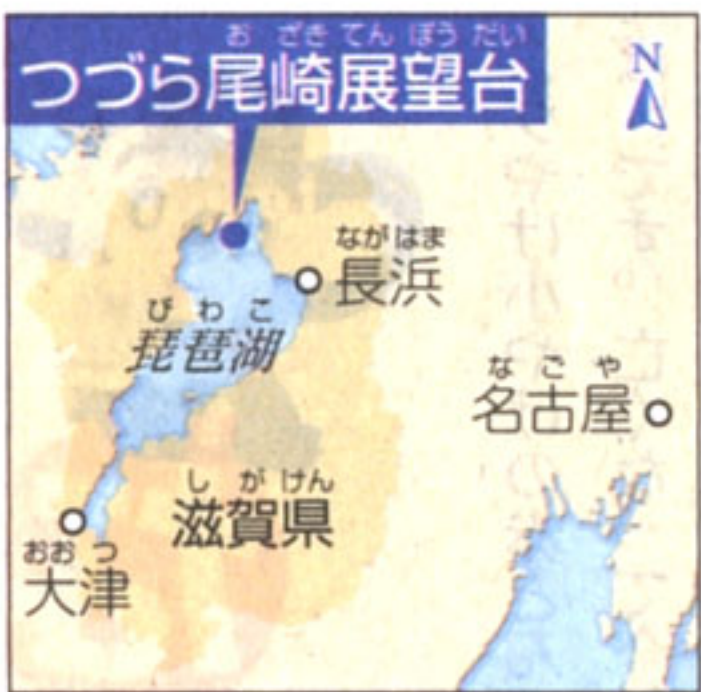 お ざき てん ぼう だい
つづら尾崎展望台
N
ながはま
長浜
びわこ
琵琶湖
なごや
名古屋
しがけん
滋賀県
おおつ
大津